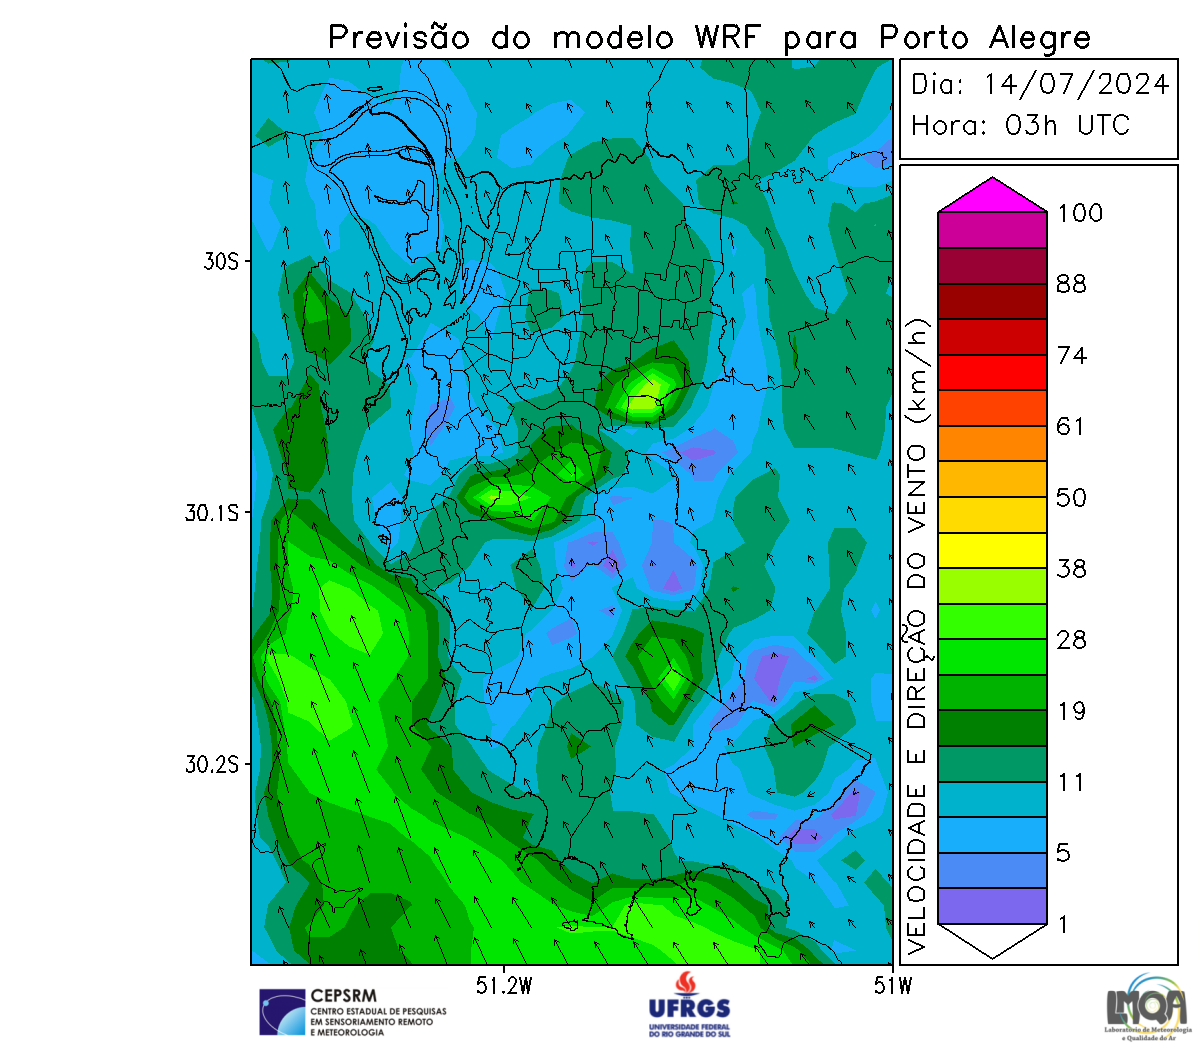 Previsão do modelo WRF para Porto Alegre
Dia: 14/07/2024
Hora: 03h UTC
30S
30.1S
30.2S
51.2W
51W
VELOCIDADE E DIREÇÃO DO VENTO (km/h)
100
88
74
61
50
38
28
19
11
5
1
CEPSRM
CENTRO ESTADUAL DE PESQUISAS
EM SENSORIAMENTO REMOTO
E METEOROLOGIA
UFRGS
UNIVERSIDADE FEDERAL
DO RIO GRANDE DO SUL
LMQA
Laboratório de Meteorologia
e Qualidade do Ar